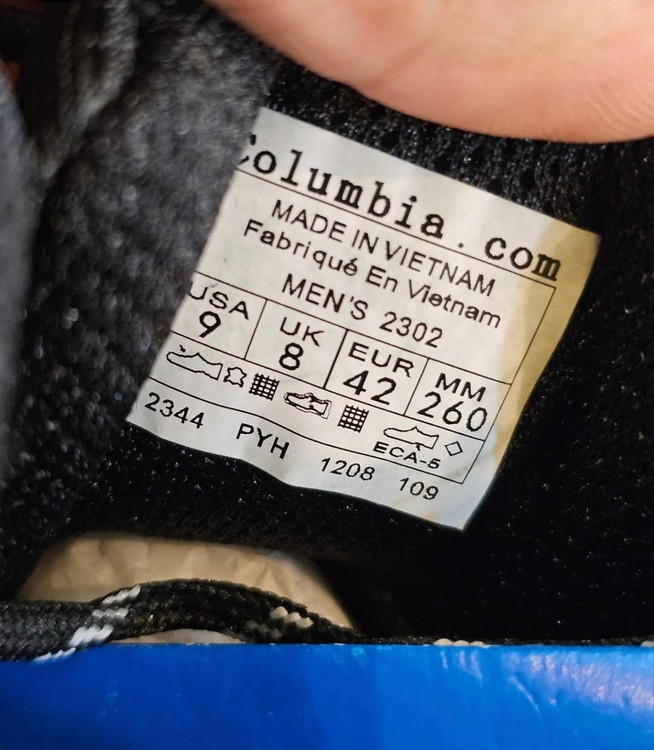 Columbia.com
MADE IN VIETNAM
Fabriqué En Vietnam
MEN'S 2302
USA UK EUR MM
9 8 42 260
ECA-5
2344 PYH 1208 109